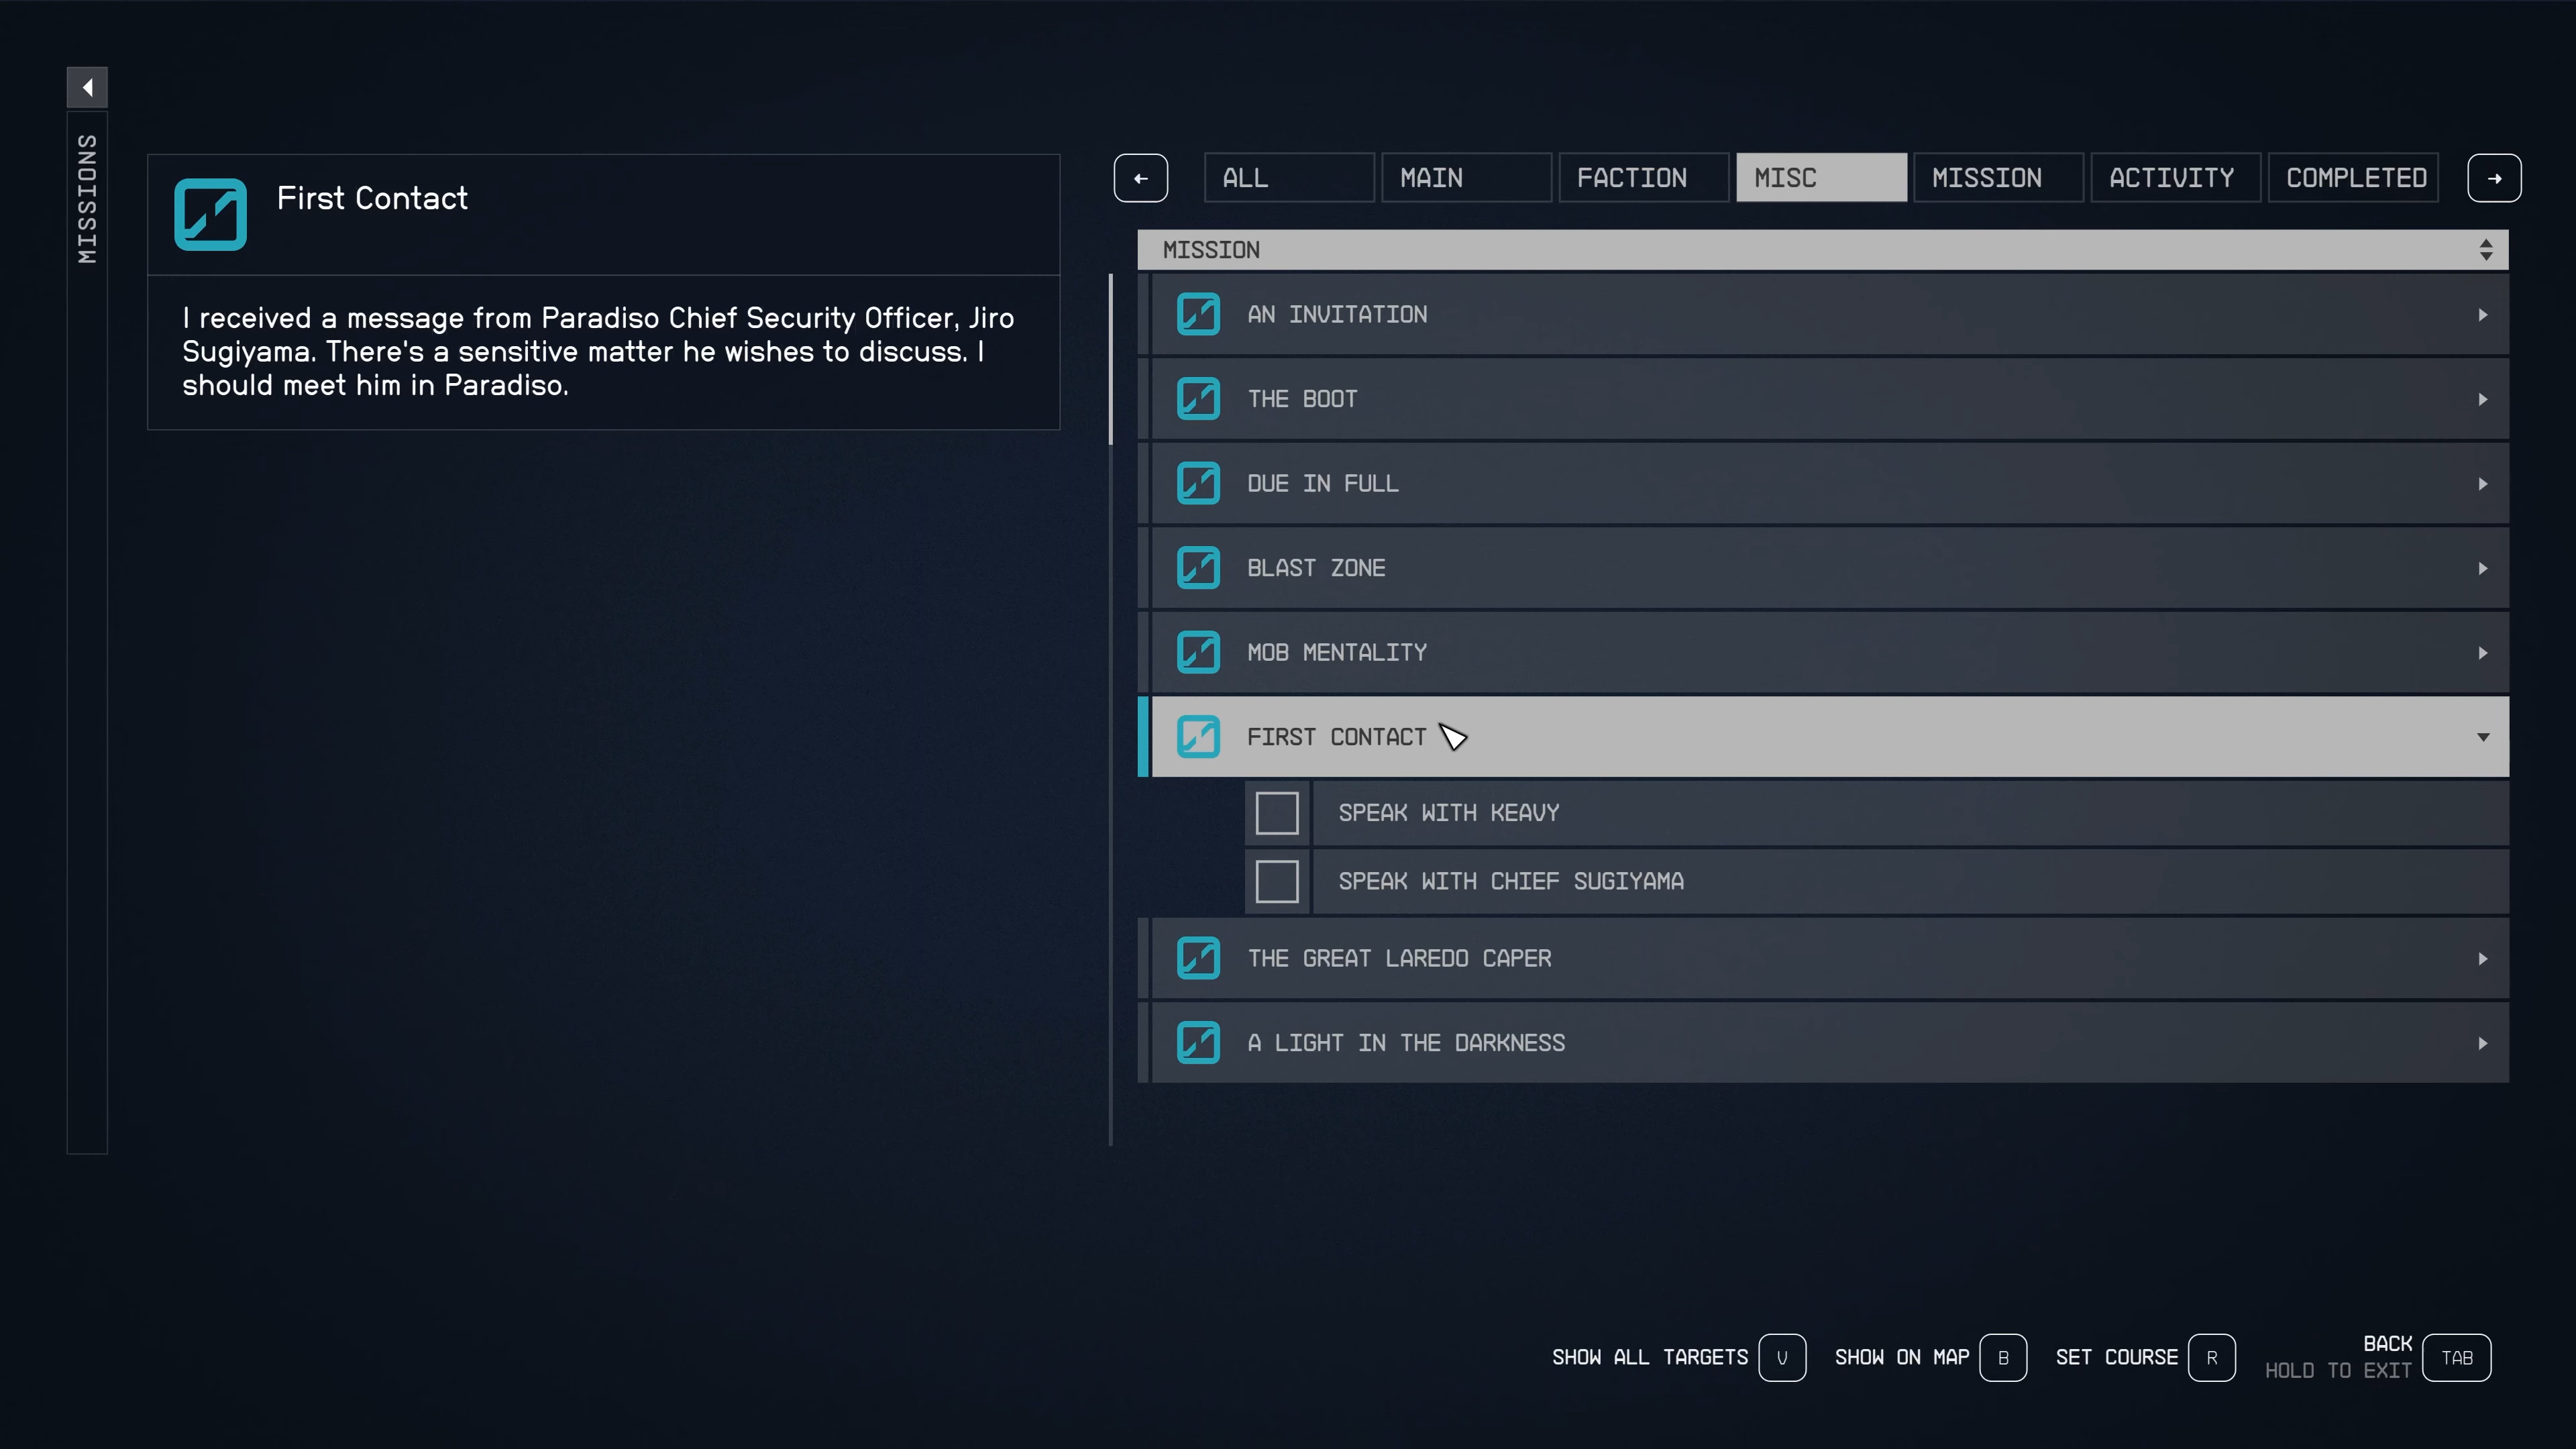 MISSIONS
First Contact
I received a message from Paradiso Chief Security Officer, Jiro
Sugiyama. There's a sensitive matter he wishes to discuss. I
should meet him in Paradiso.
ALL
MAIN
FACTION
MISC
MISSION
ACTIVITY
COMPLETED
MISSION
AN INVITATION
THE BOOT
DUE IN FULL
BLAST ZONE
MOB MENTALITY
FIRST CONTACT
SPEAK WITH KEAVY
SPEAK WITH CHIEF SUGIYAMA
THE GREAT LAREDO CAPER
A LIGHT IN THE DARKNESS
SHOW ALL TARGETS V
SHOW ON MAP B
SET COURSE R
BACK
HOLD TO EXIT
TAB